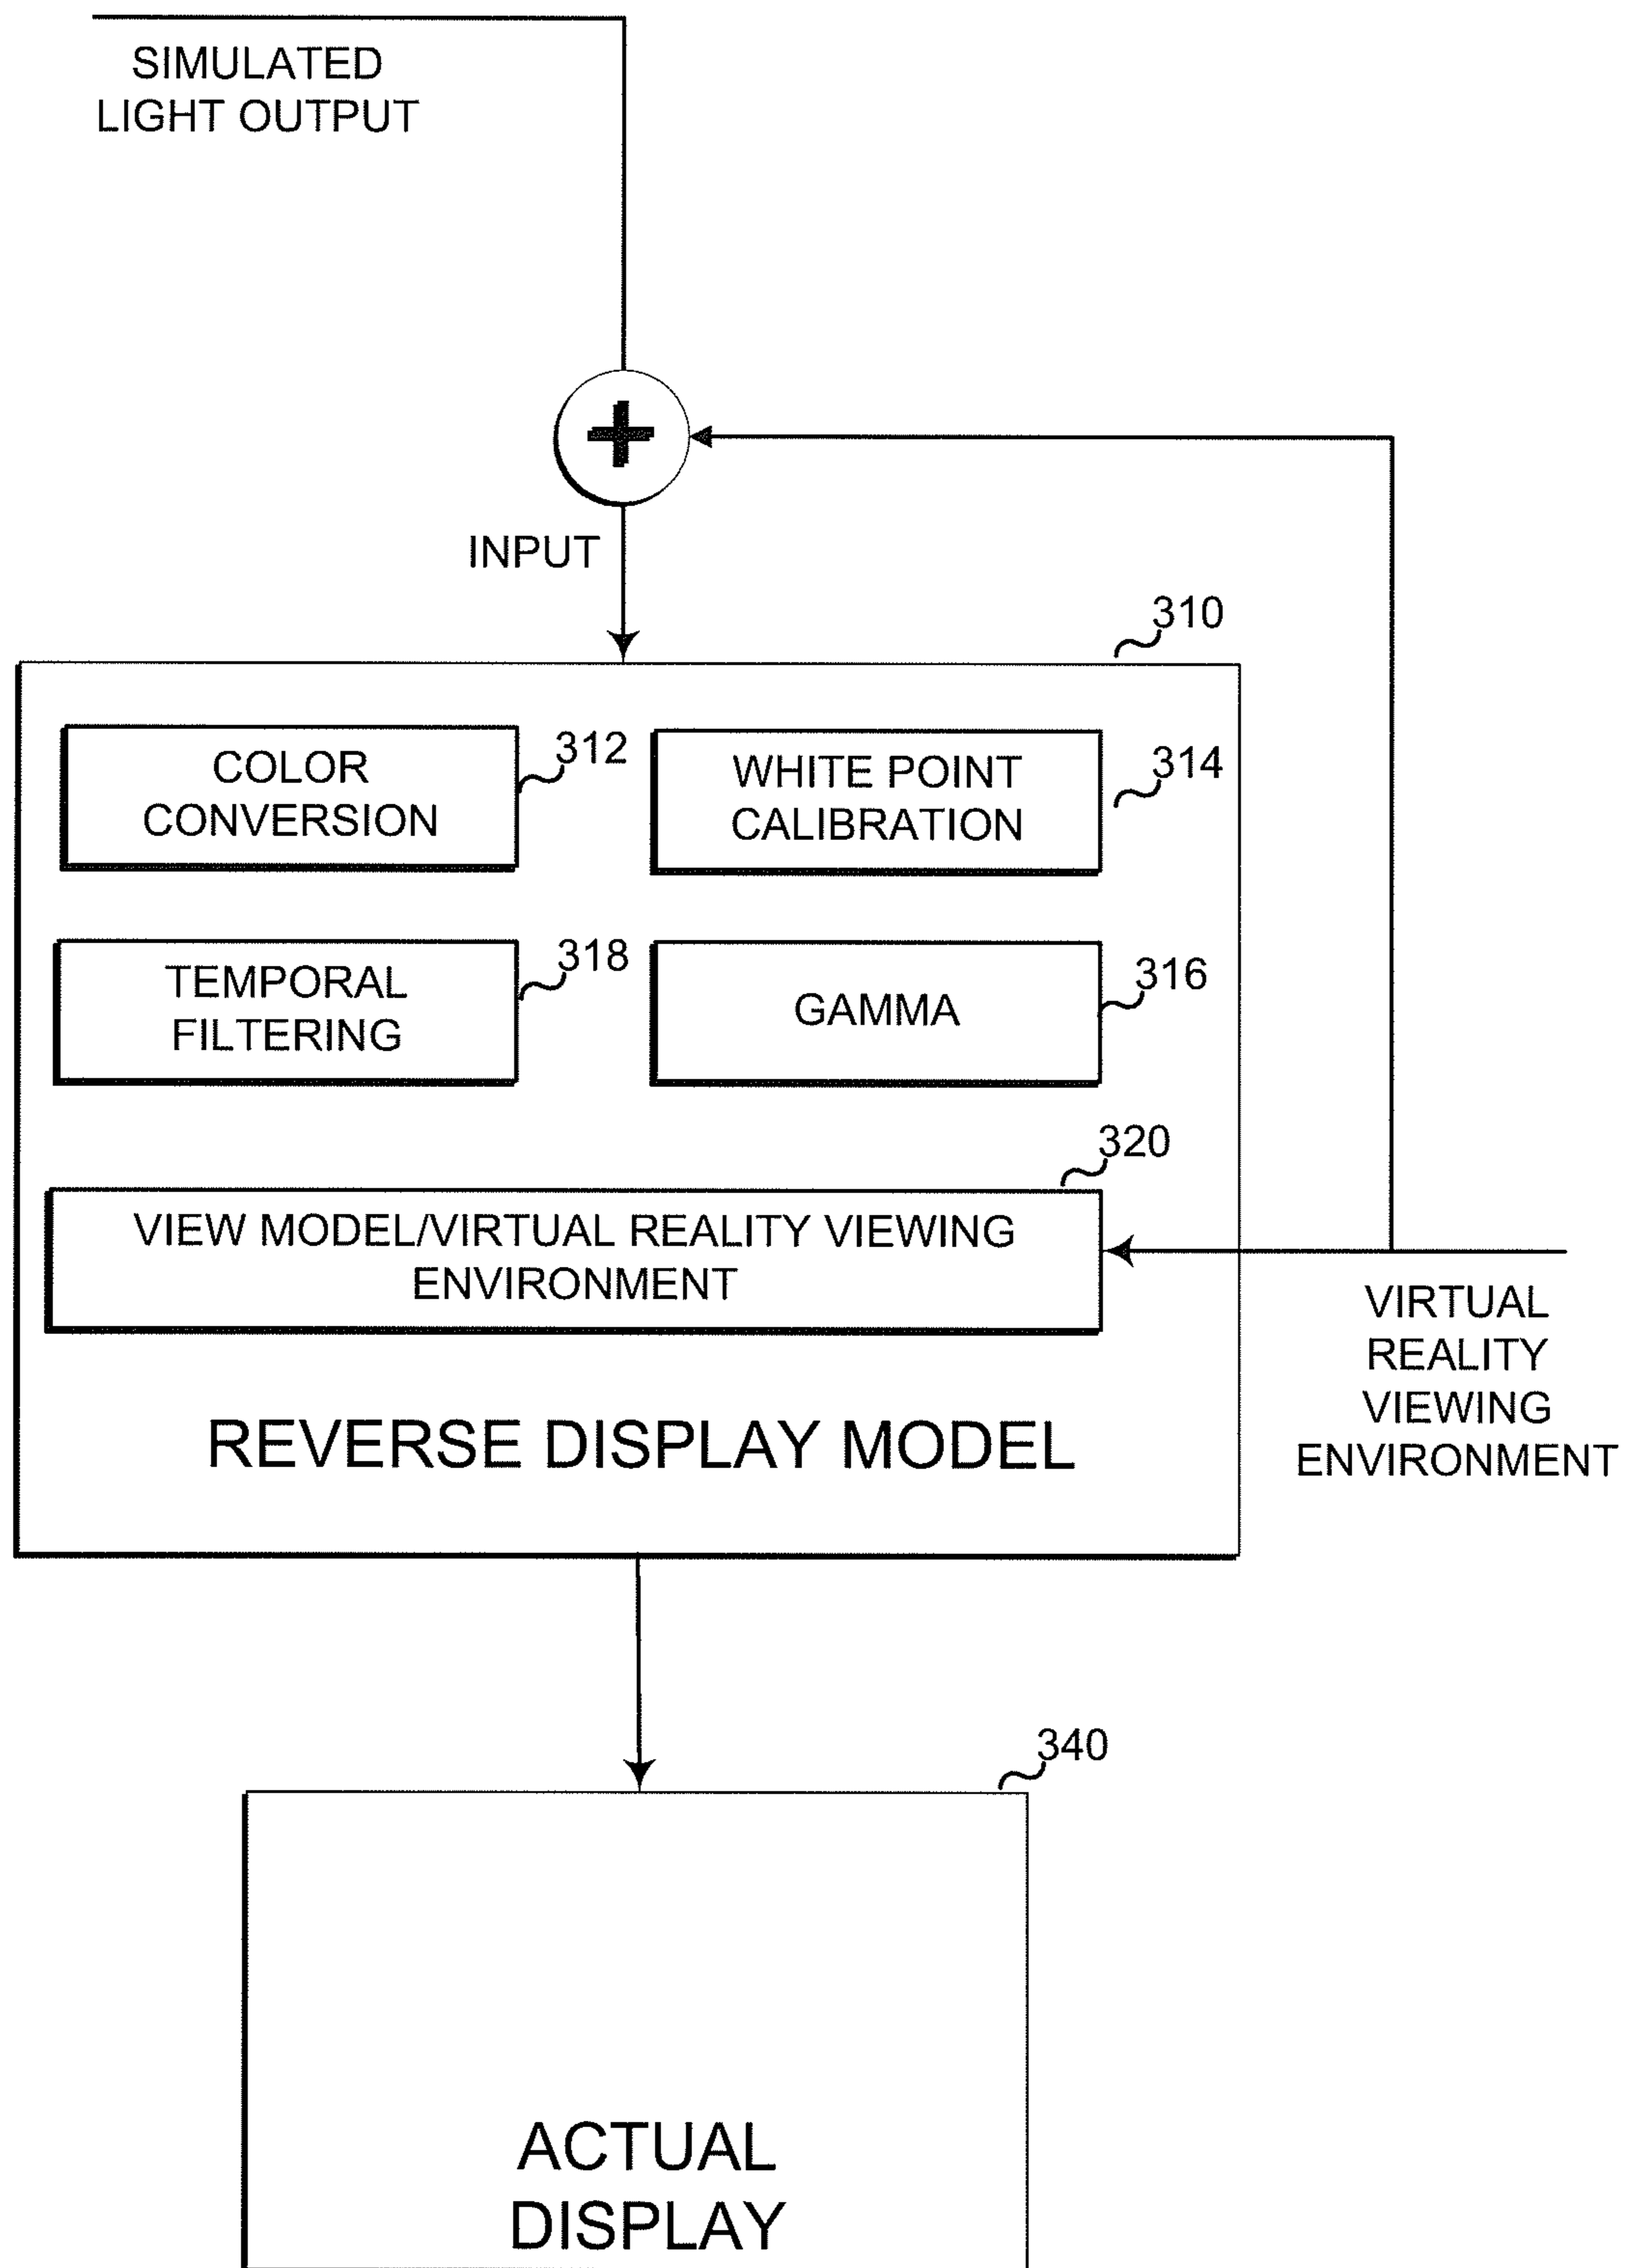 SIMULATED
LIGHT OUTPUT
+
INPUT
310
COLOR
CONVERSION
312
WHITE POINT
CALIBRATION
314
TEMPORAL
FILTERING
318
GAMMA
316
320
VIEW MODEL/VIRTUAL REALITY VIEWING
ENVIRONMENT
VIRTUAL
REALITY
VIEWING
ENVIRONMENT
REVERSE DISPLAY MODEL
340
ACTUAL
DISPLAY